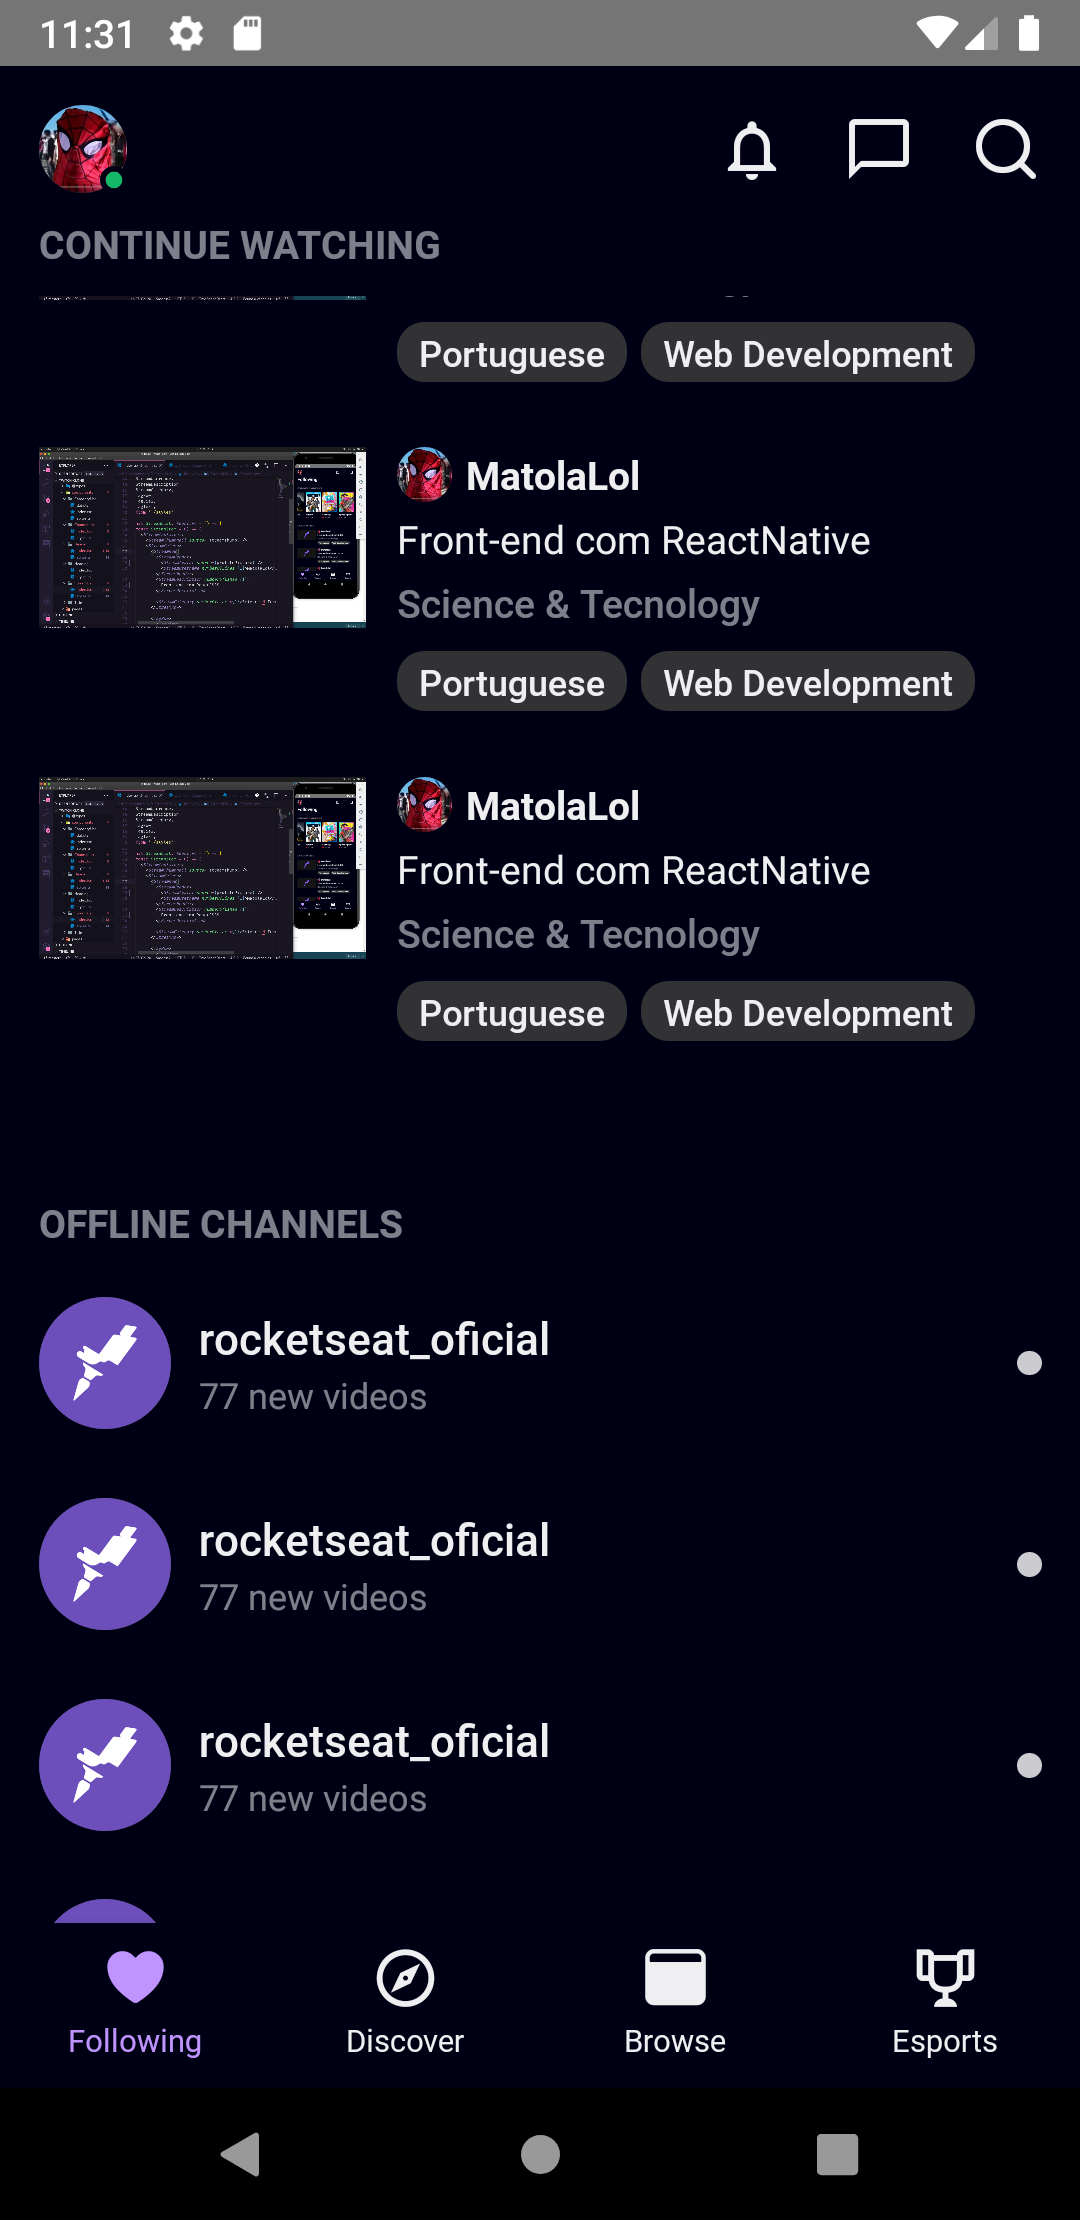 11:31
CONTINUE WATCHING
Portuguese Web Development
MatolaLol
Front-end com ReactNative
Science & Tecnology
Portuguese Web Development
MatolaLol
Front-end com ReactNative
Science & Tecnology
Portuguese Web Development
OFFLINE CHANNELS
rocketseat_oficial
77 new videos
rocketseat_oficial
77 new videos
rocketseat_oficial
77 new videos
Following Discover Browse Esports